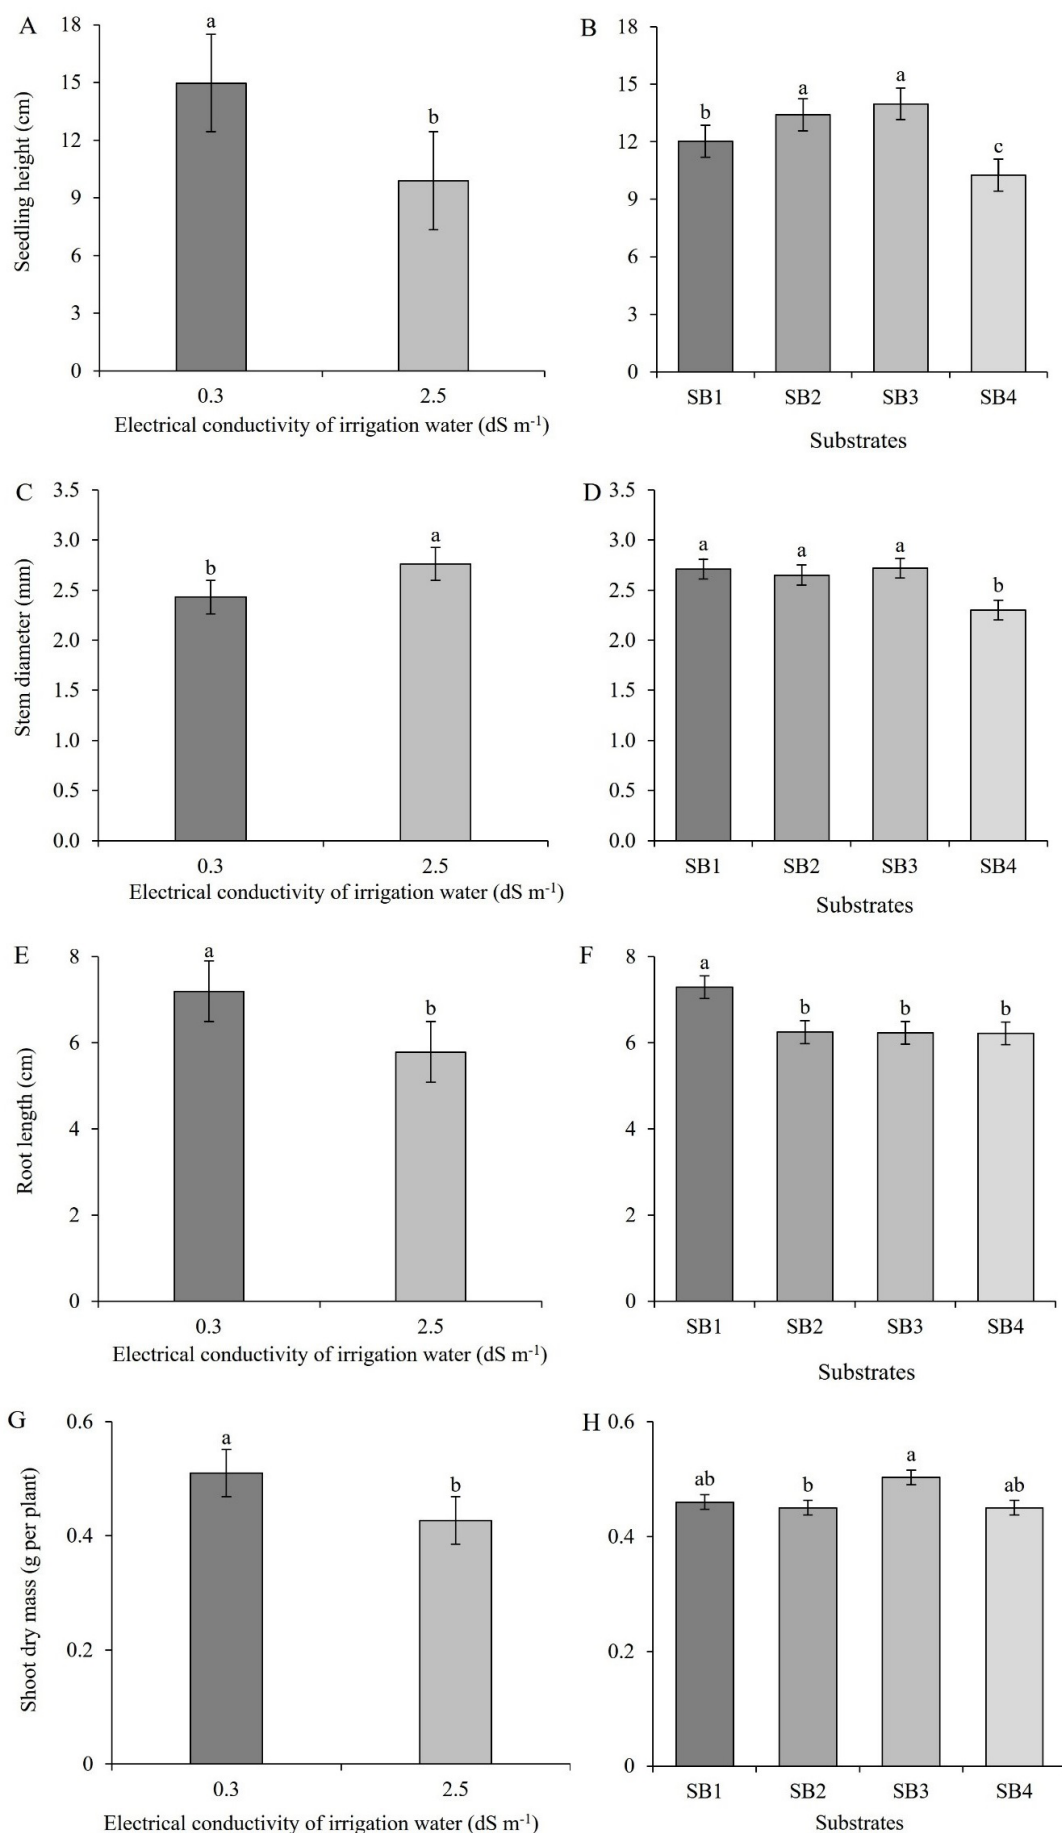 A
Seedling height (cm)
18
15
12
9
6
3
0
a
b
0.3 2.5
Electrical conductivity of irrigation water (dS m-1)
B
18
15
12
9
6
3
0
b a a c
SB1 SB2 SB3 SB4
Substrates
C
Stem diameter (mm)
3.5
3.0
2.5
2.0
1.5
1.0
0.5
0.0
b a
0.3 2.5
Electrical conductivity of irrigation water (dS m-1)
D
3.5
3.0
2.5
2.0
1.5
1.0
0.5
0.0
a a a b
SB1 SB2 SB3 SB4
Substrates
E
Root length (cm)
8
6
4
2
0
a b
0.3 2.5
Electrical conductivity of irrigation water (dS m-1)
F
8
6
4
2
0
a b b b
SB1 SB2 SB3 SB4
Substrates
G
Shoot dry mass (g per plant)
0.6
0.4
0.2
0
a b
0.3 2.5
Electrical conductivity of irrigation water (dS m-1)
H
0.6
0.4
0.2
0
ab b a ab
SB1 SB2 SB3 SB4
Substrates